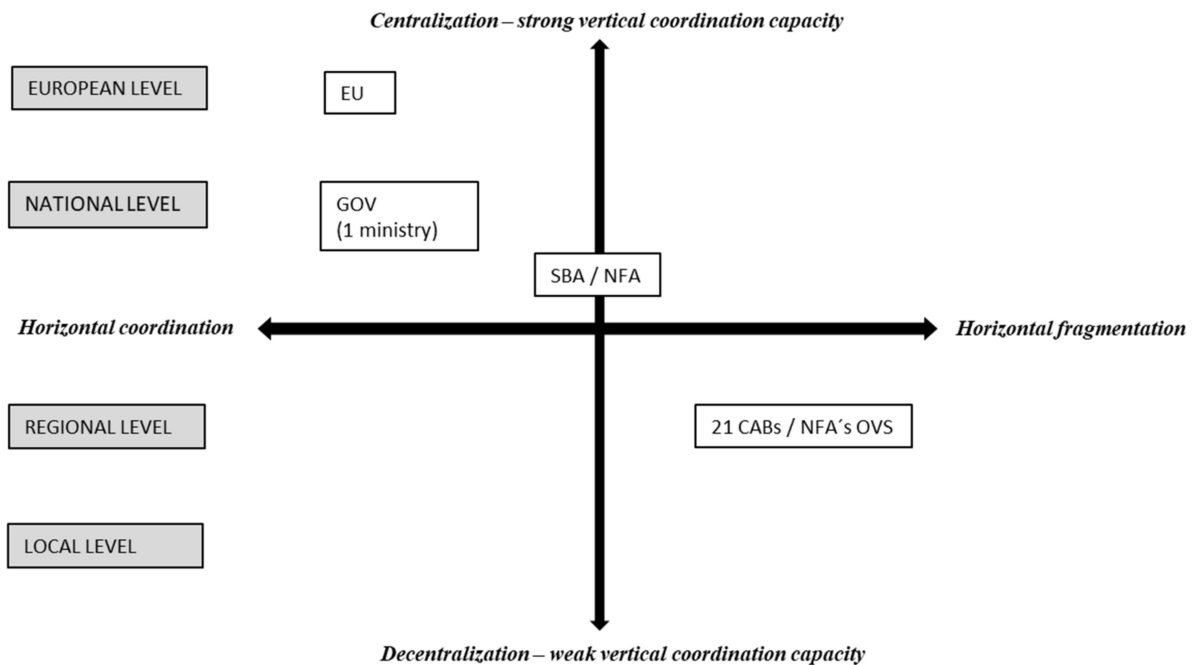 Centralization – strong vertical coordination capacity
EUROPEAN LEVEL
EU
NATIONAL LEVEL
GOV
(1 ministry)
SBA / NFA
Horizontal coordination
Horizontal fragmentation
REGIONAL LEVEL
21 CABs / NFA´s OVS
LOCAL LEVEL
Decentralization – weak vertical coordination capacity